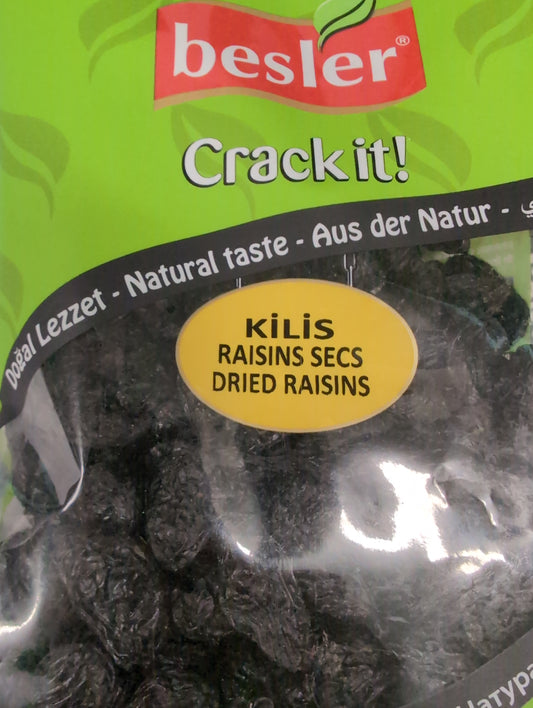 besler®
Crack it!
Doğal Lezzet - Natural taste - Aus der Natur -
KİLİS
RAISINS SECS
DRIED RAISINS